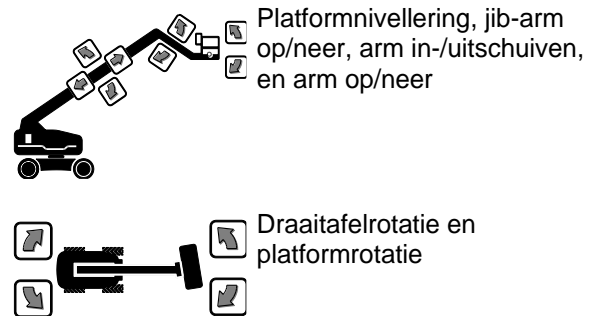 Platformnivellering, jib-arm
op/neer, arm in-/uitschuiven,
en arm op/neer
Draaitafelrotatie en
platformrotatie